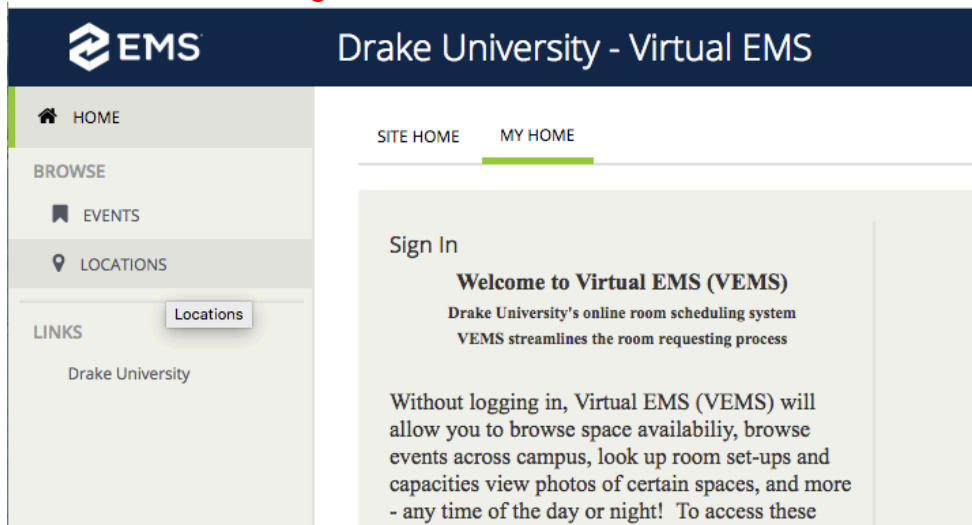 EMS
Drake University - Virtual EMS
HOME
BROWSE
EVENTS
LOCATIONS
Locations
LINKS
Drake University
SITE HOME MY HOME
Sign In
Welcome to Virtual EMS (VEMS)
Drake University's online room scheduling system
VEMS streamlines the room requesting process
Without logging in, Virtual EMS (VEMS) will
allow you to browse space availabiliy, browse
events across campus, look up room set-ups and
capacities view photos of certain spaces, and more
- any time of the day or night! To access these